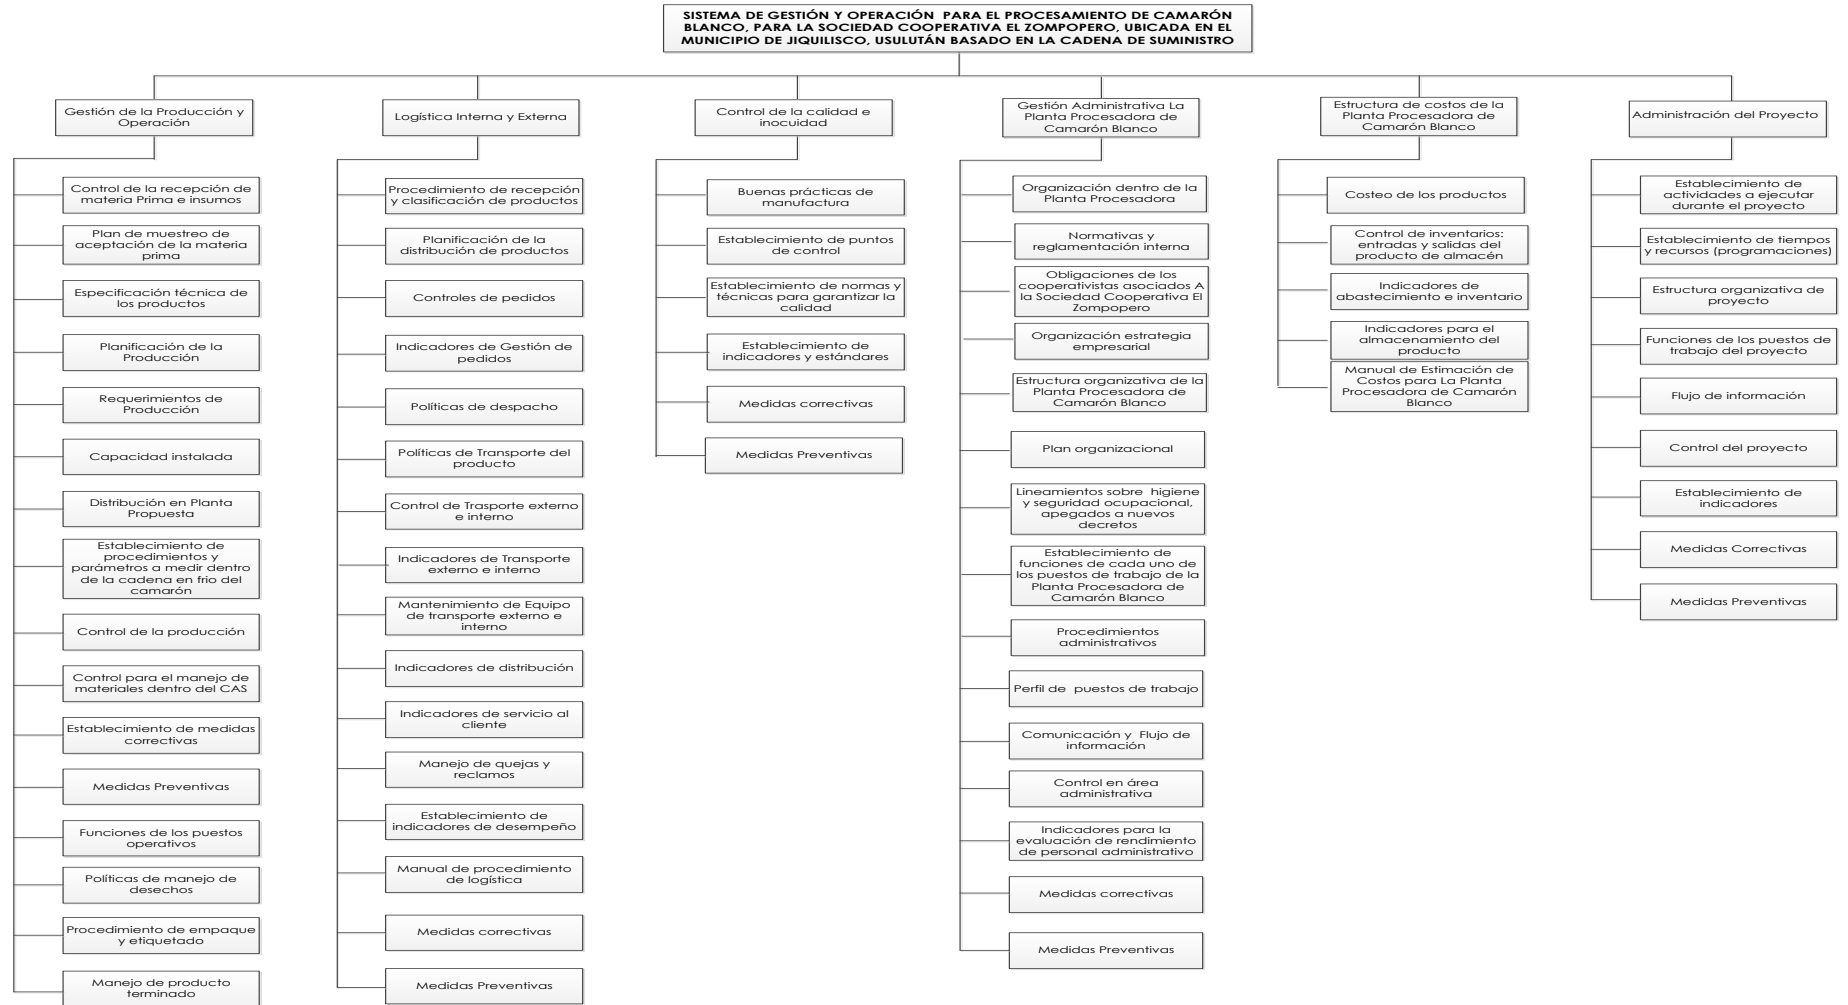 SISTEMA DE GESTIÓN Y OPERACIÓN PARA EL PROCESAMIENTO DE CAMARÓN
BLANCO, PARA LA SOCIEDAD COOPERATIVA EL ZOMPOPERO, UBICADA EN EL
MUNICIPIO DE JIQUILISCO, USULUTÁN BASADO EN LA CADENA DE SUMINISTRO
Gestión de la Producción y
Operación
Control de la recepción de
materia Prima e insumos
Plan de muestreo de
aceptación de la materia
prima
Especificación técnica de
los productos
Planificación de la
Producción
Requerimientos de
Producción
Capacidad instalada
Distribución en Planta
Propuesta
Establecimiento de
procedimientos y
parámetros a medir dentro
de la cadena en frio del
camarón
Control de la producción
Control para el manejo de
materiales dentro del CAS
Establecimiento de medidas
correctivas
Medidas Preventivas
Funciones de los puestos
operativos
Políticas de manejo de
desechos
Procedimiento de empaque
y etiquetado
Manejo de producto
terminado
Logística Interna y Externa
Procedimiento de recepción
y clasificación de productos
Planificación de la
distribución de productos
Controles de pedidos
Indicadores de Gestión de
pedidos
Políticas de despacho
Políticas de Transporte del
producto
Control de Trasporte externo
e interno
Indicadores de Transporte
externo e interno
Mantenimiento de Equipo
de transporte externo e
interno
Indicadores de distribución
Indicadores de servicio al
cliente
Manejo de quejas y
reclamos
Establecimiento de
indicadores de desempeño
Manual de procedimiento
de logística
Medidas correctivas
Medidas Preventivas
Control de la calidad e
inocuidad
Buenas prácticas de
manufactura
Establecimiento de puntos
de control
Establecimiento de normas y
técnicas para garantizar la
calidad
Establecimiento de
indicadores y estándares
Medidas correctivas
Medidas Preventivas
Gestión Administrativa La
Planta Procesadora de
Camarón Blanco
Organización dentro de la
Planta Procesadora
Normativas y
reglamentación interna
Obligaciones de los
cooperativistas asociados A
la Sociedad Cooperativa El
Zompopero
Organización estrategia
empresarial
Estructura organizativa de la
Planta Procesadora de
Camarón Blanco
Plan organizacional
Lineamientos sobre higiene
y seguridad ocupacional,
apegados a nuevos
decretos
Establecimiento de
funciones de cada uno de
los puestos de trabajo de la
Planta Procesadora de
Camarón Blanco
Procedimientos
administrativos
Perfil de puestos de trabajo
Comunicación y Flujo de
información
Control en área
administrativa
Indicadores para la
evaluación de rendimiento
de personal administrativo
Medidas correctivas
Medidas Preventivas
Estructura de costos de la
Planta Procesadora de
Camarón Blanco
Costeo de los productos
Control de inventarios:
entradas y salidas del
producto de almacén
Indicadores de
abastecimiento e inventario
Indicadores para el
almacenamiento del
producto
Manual de Estimación de
Costos para La Planta
Procesadora de Camarón
Blanco
Administración del Proyecto
Establecimiento de
actividades a ejecutar
durante el proyecto
Establecimiento de tiempos
y recursos (programaciones)
Estructura organizativa de
proyecto
Funciones de los puestos de
trabajo del proyecto
Flujo de información
Control del proyecto
Establecimiento de
indicadores
Medidas Correctivas
Medidas Preventivas